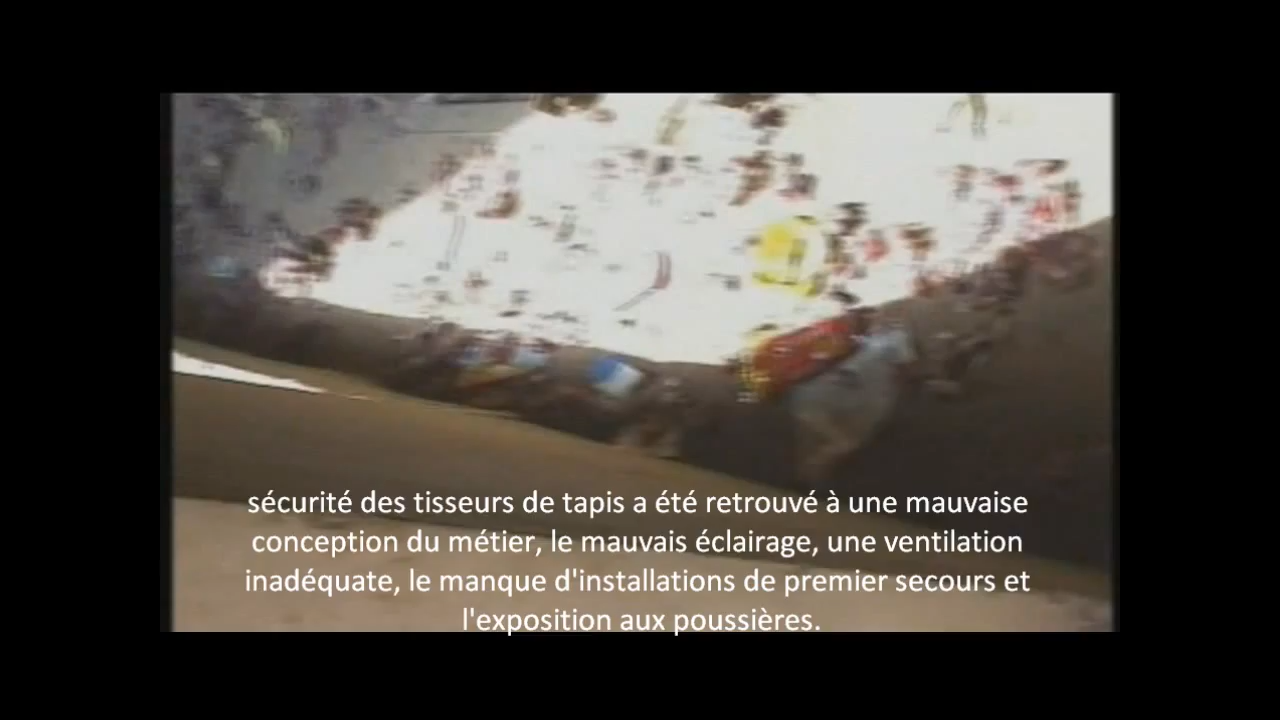 sécurité des tisseurs de tapis a été retrouvé à une mauvaise
conception du métier, le mauvais éclairage, une ventilation
inadéquate, le manque d'installations de premier secours et
l'exposition aux poussières.